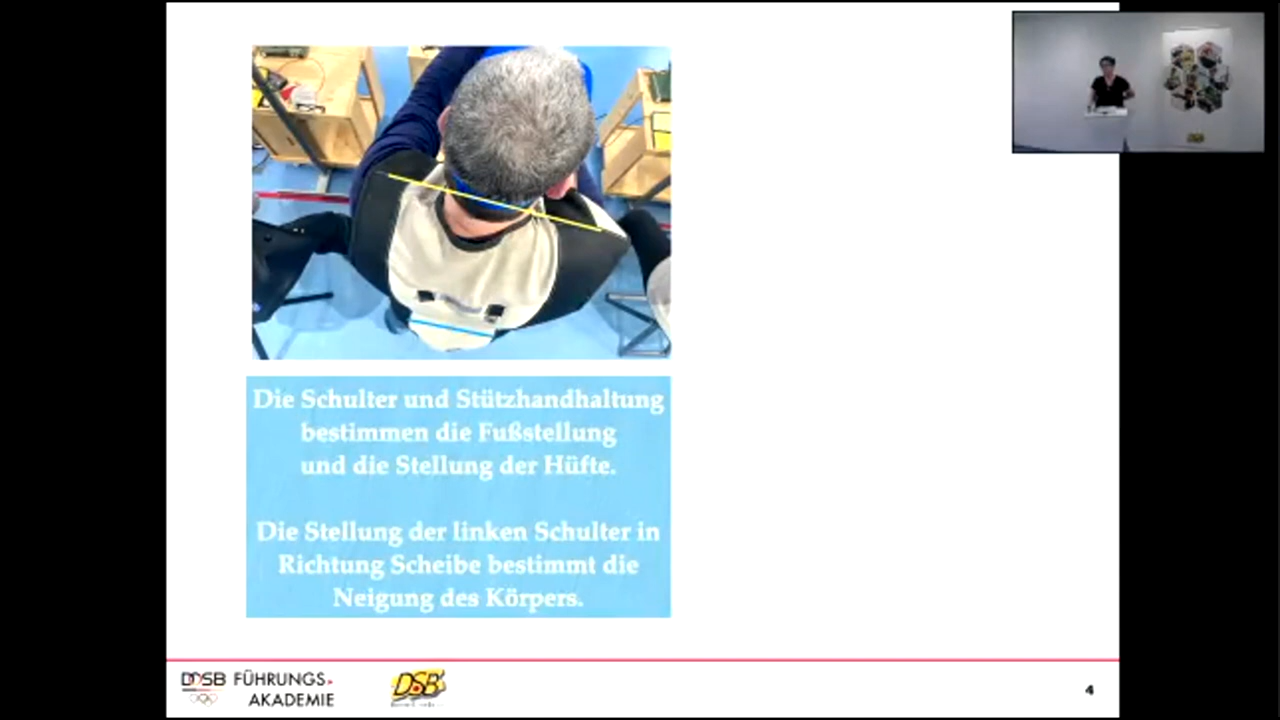 Die Schulter und Stützhandhaltung
bestimmen die Fußstellung
und die Stellung der Hüfte.
Die Stellung der linken Schulter in
Richtung Scheibe bestimmt die
Neigung des Körpers.
DOSB FÜHRUNGS-
AKADEMIE
DSB
4